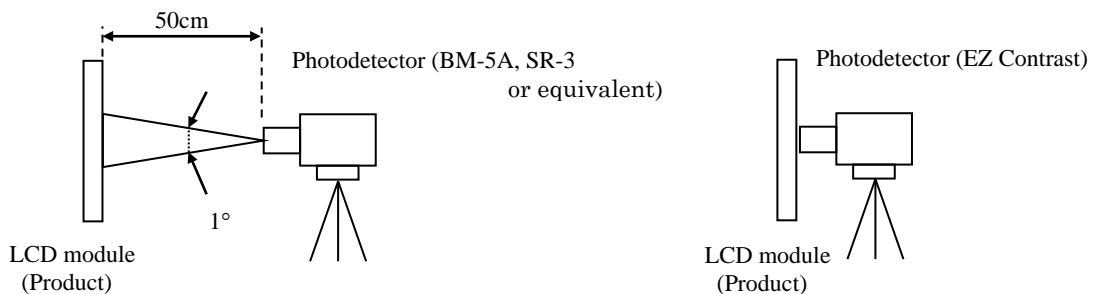 50cm
Photodetector (BM-5A, SR-3
or equivalent)
1°
LCD module
(Product)
Photodetector (EZ Contrast)
LCD module
(Product)